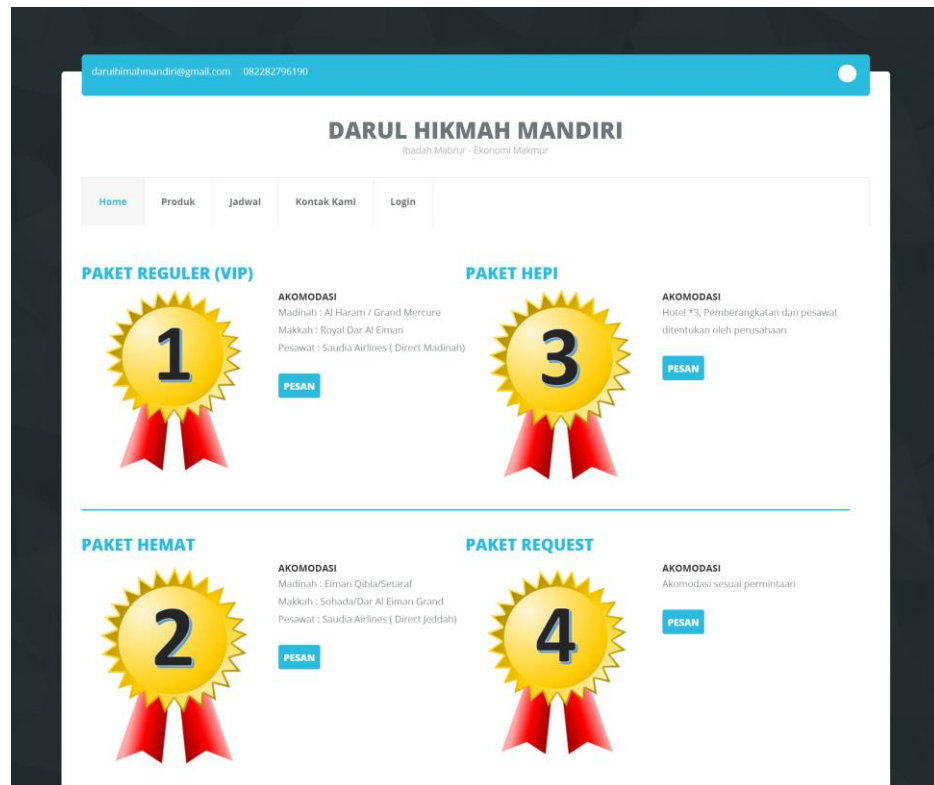 darulhimahmandiri@gmail.com 082282796190
DARUL HIKMAH MANDIRI
Ibadah Mabrur - Ekonomi Makmur
Home Produk Jadwal Kontak Kami Login
PAKET REGULER (VIP)
1
AKOMODASI
Madinah : Al Haram / Grand Mercure
Makkah : Royal Dar Al Eiman
Pesawat : Saudia Airlines ( Direct Madinah)
PESAN
PAKET HEPI
3
AKOMODASI
Hotel *3, Pemberangkatan dan pesawat
ditentukan oleh perusahaan
PESAN
PAKET HEMAT
2
AKOMODASI
Madinah : Eiman Qibla/Setaraf
Makkah : Sohada/Dar Al Eiman Grand
Pesawat : Saudia Airlines ( Direct Jeddah)
PESAN
PAKET REQUEST
4
AKOMODASI
Akomodasi sesuai permintaan
PESAN